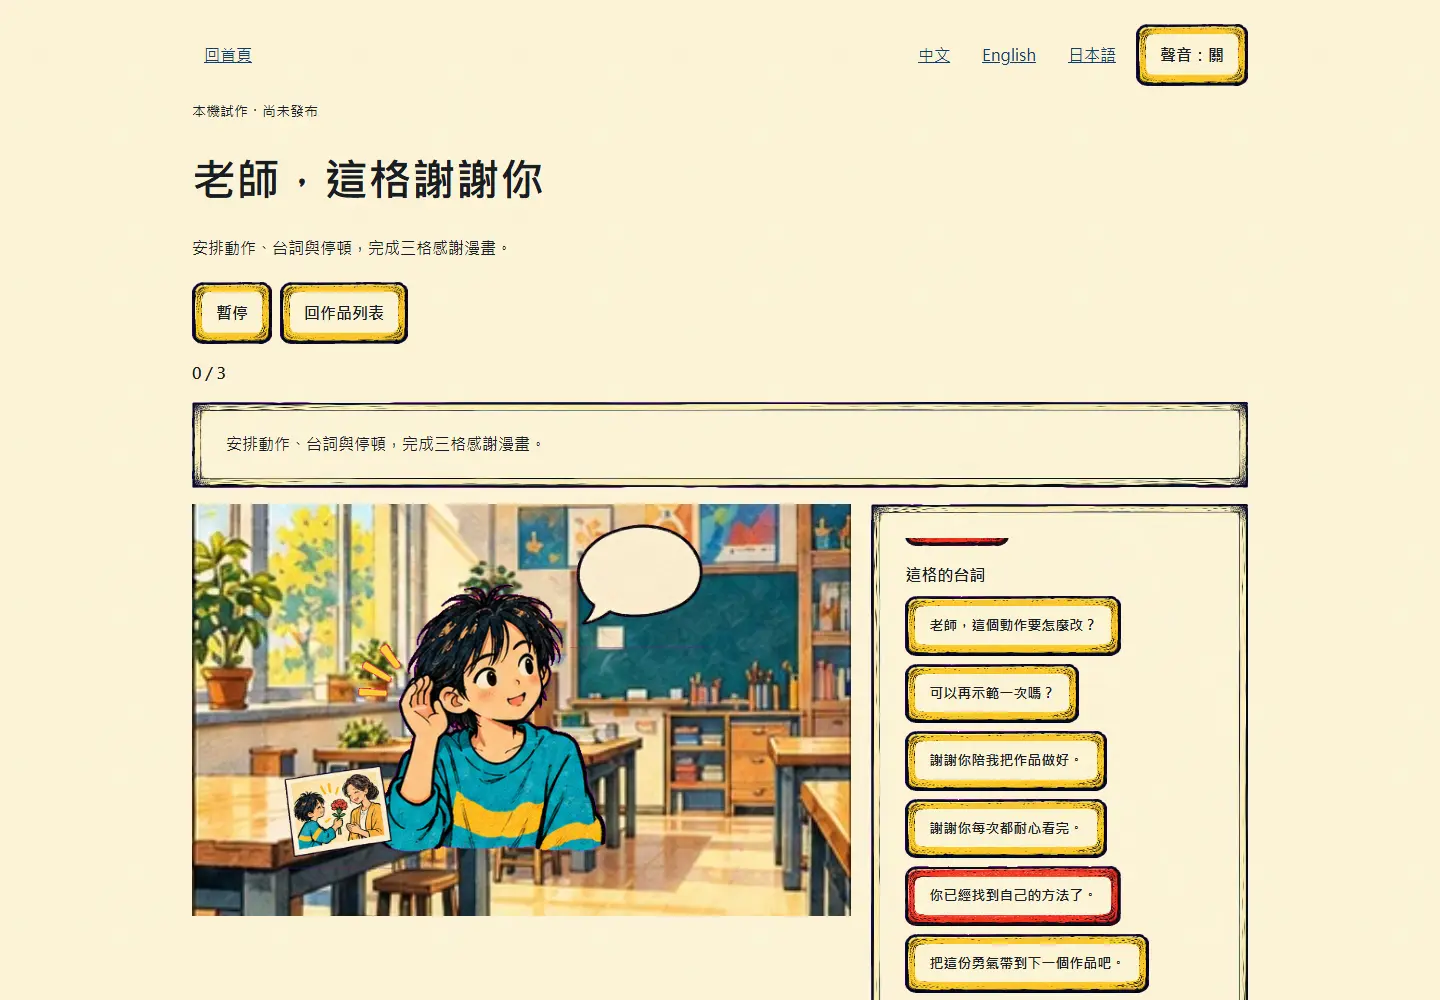 回首頁
中文 English 日本語 聲音：關
本機試作・尚未發布
老師，這格謝謝你
安排動作、台詞與停頓，完成三格感謝漫畫。
暫停 回作品列表
0 / 3
安排動作、台詞與停頓，完成三格感謝漫畫。
這格的台詞
老師，這個動作要怎麼改？
可以再示範一次嗎？
謝謝你陪我把作品做好。
謝謝你每次都耐心看完。
你已經找到自己的方法了。
把這份勇氣帶到下一個作品吧。